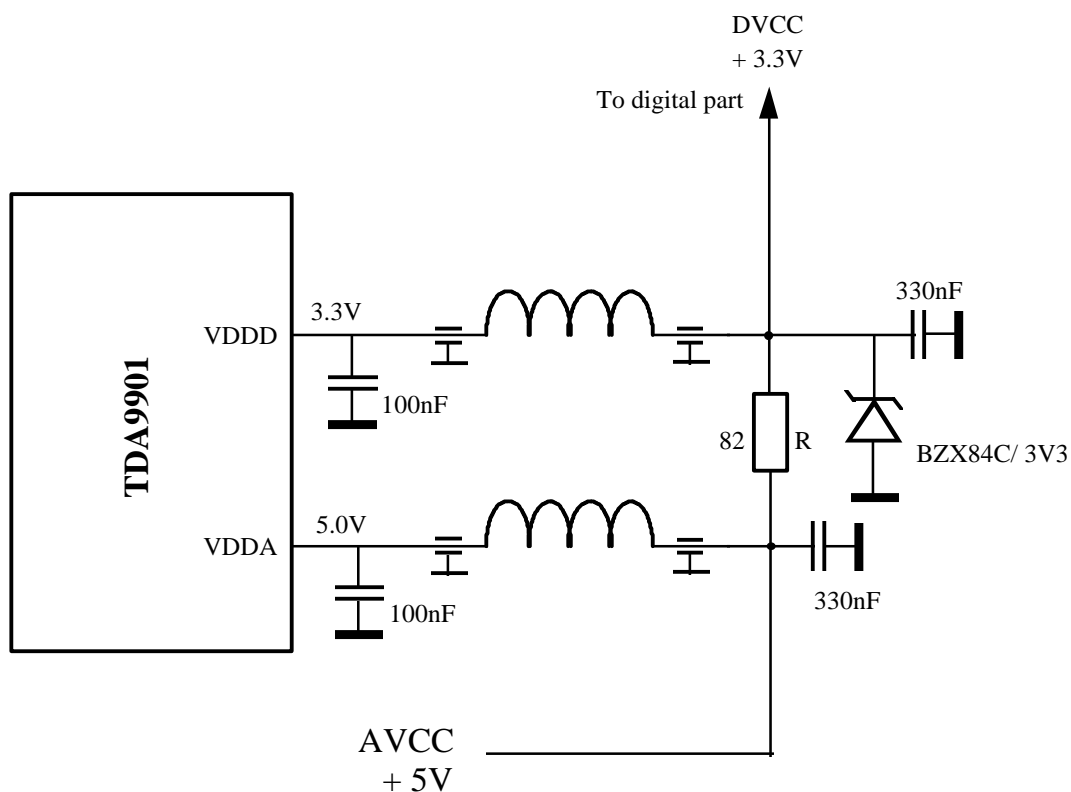 DVCC
+ 3.3V
To digital part
330nF
3.3V
VDDD
100nF
82 R
BZX84C/ 3V3
TDA9901
5.0V
VDDA
100nF
330nF
AVCC
+ 5V